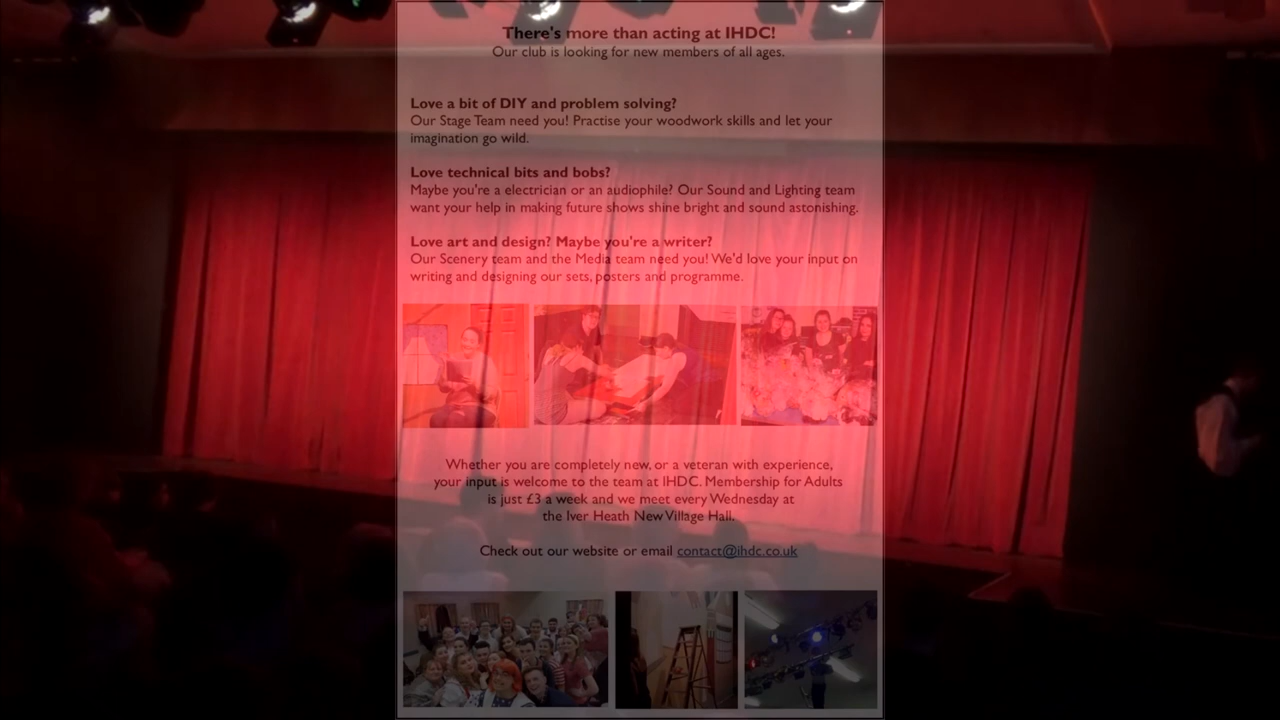 There's more than acting at IHDC!
Our club is looking for new members of all ages.
Love a bit of DIY and problem solving?
Our Stage Team need you! Practise your woodwork skills and let your
imagination go wild.
Love technical bits and bobs?
Maybe you're a electrician or an audiophile? Our Sound and Lighting team
want your help in making future shows shine bright and sound astonishing.
Love art and design? Maybe you're a writer?
Our Scenery team and the Media team need you! We'd love your input on
writing and designing our sets, posters and programme.
Whether you are completely new, or a veteran with experience,
your input is welcome to the team at IHDC. Membership for Adults
is just £3 a week and we meet every Wednesday at
the Iver Heath New Village Hall.
Check out our website or email contact@ihdc.co.uk